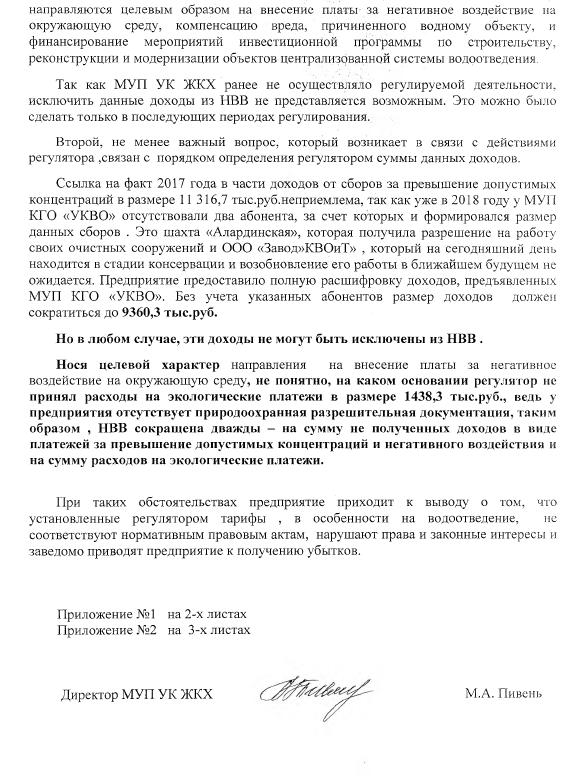 направляются целевым образом на внесение платы за негативное воздействие на
окружающую среду, компенсацию вреда, причиненного водному объекту, и
финансирование мероприятий инвестиционной программы по строительству,
реконструкции и модернизации объектов централизованной системы водоотведения.
Так как МУП УК ЖКХ ранее не осуществляло регулируемой деятельности,
исключить данные доходы из НВВ не представляется возможным. Это можно было
сделать только в последующих периодах регулирования.
Второй, не менее важный вопрос, который возникает в связи с действиями
регулятора ,связан с порядком определения регулятором суммы данных доходов.
Ссылка на факт 2017 года в части доходов от сборов за превышение допустимых
концентраций в размере 11 316,7 тыс.руб.неприемлема, так как уже в 2018 году у МУП
КГО «УКВО» отсутствовали два абонента, за счет которых и формировался размер
данных сборов . Это шахта «Алардинская», которая получила разрешение на работу
своих очистных сооружений и ООО «Завод»КВОиТ» , который на сегодняшний день
находится в стадии консервации и возобновление его работы в ближайшем будущем не
ожидается. Предприятие предоставило полную расшифровку доходов, предъявленных
МУП КГО «УКВО». Без учета указанных абонентов размер доходов должен
сократиться до 9360,3 тыс.руб.
Но в любом случае, эти доходы не могут быть исключены из НВВ .
Нося целевой характер направления на внесение платы за негативное
воздействие на окружающую среду, не понятно, на каком основании регулятор не
принял расходы на экологические платежи в размере 1438,3 тыс.руб., ведь у
предприятия отсутствует природоохранная разрешительная документация, таким
образом , НВВ сокращена дважды – на сумму не полученных доходов в виде
платежей за превышение допустимых концентраций и негативного воздействия и
на сумму расходов на экологические платежи.
При таких обстоятельствах предприятие приходит к выводу о том, что
установленные регулятором тарифы , в особенности на водоотведение, не
соответствуют нормативным правовым актам, нарушают права и законные интересы и
заведомо приводят предприятие к получению убытков.
Приложение №1 на 2-х листах
Приложение №2 на 3-х листах
Директор МУП УК ЖКХ М.А. Пивень